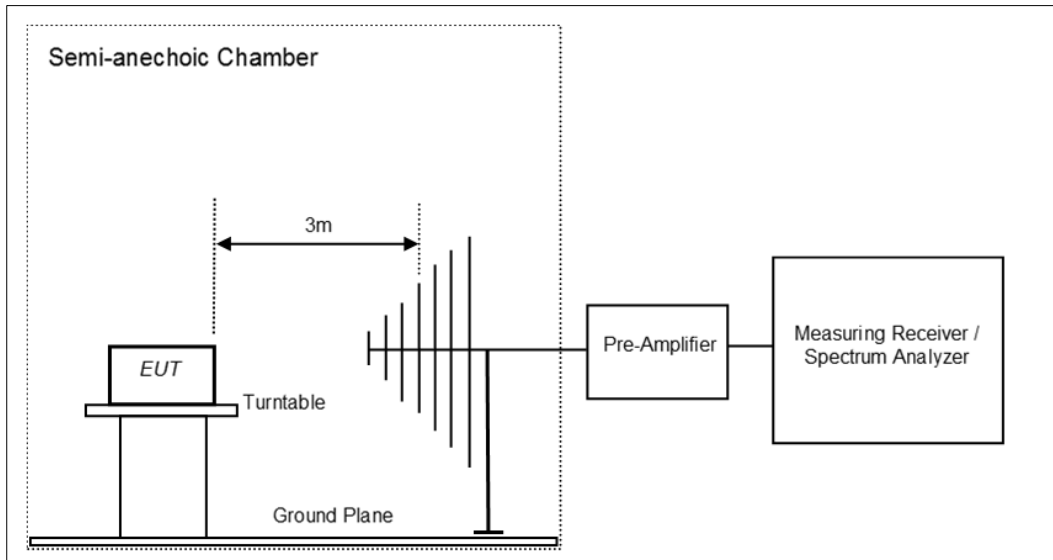 Semi-anechoic Chamber
3m
EUT
Turntable
Ground Plane
Pre-Amplifier
Measuring Receiver /
Spectrum Analyzer